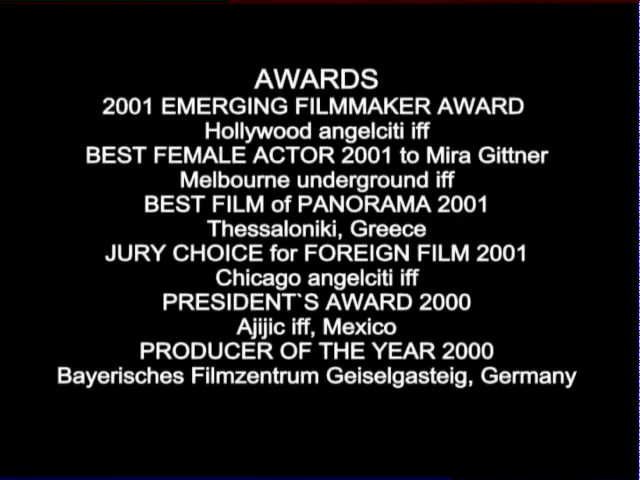 AWARDS
2001 EMERGING FILMMAKER AWARD
Hollywood angelciti iff
BEST FEMALE ACTOR 2001 to Mira Gittner
Melbourne underground iff
BEST FILM of PANORAMA 2001
Thessaloniki, Greece
JURY CHOICE for FOREIGN FILM 2001
Chicago angelciti iff
PRESIDENT`S AWARD 2000
Ajijic iff, Mexico
PRODUCER OF THE YEAR 2000
Bayerisches Filmzentrum Geiselgasteig, Germany